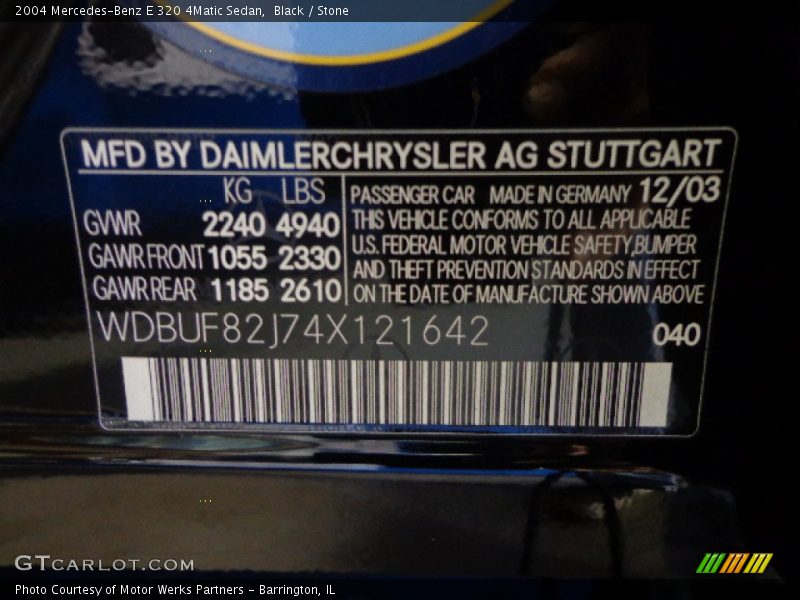 2004 Mercedes-Benz E 320 4Matic Sedan,  Black / Stone
MFD BY DAIMLERCHRYSLER AG STUTTGART
KG LBS
GVWR 2240 4940
GAWR FRONT 1055 2330
GAWR REAR 1185 2610
PASSENGER CAR MADE IN GERMANY 12/03
THIS VEHICLE CONFORMS TO ALL APPLICABLE
U.S. FEDERAL MOTOR VEHICLE SAFETY,BUMPER
AND THEFT PREVENTION STANDARDS IN EFFECT
ON THE DATE OF MANUFACTURE SHOWN ABOVE
WDBUF82J74X121642 040
GTCARLOT.COM
Photo Courtesy of Motor Werks Partners - Barrington, IL